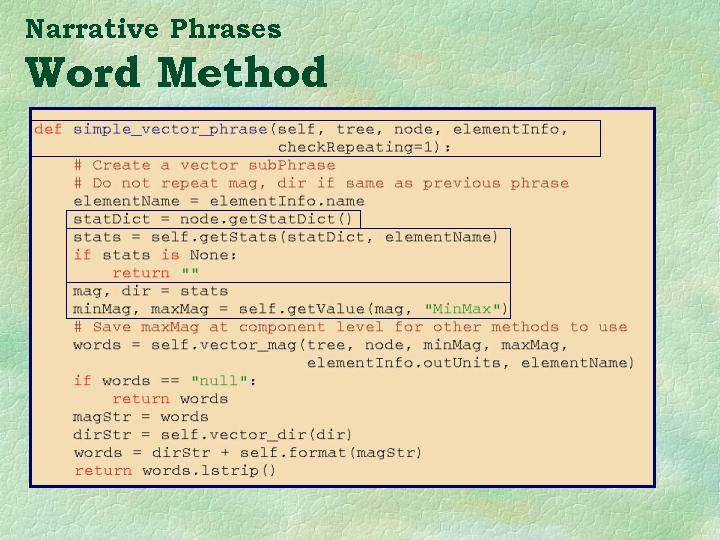 Narrative Phrases
Word Method
def simple_vector_phrase(self, tree, node, elementInfo,
                         checkRepeating=1):
    # Create a vector subPhrase
    # Do not repeat mag, dir if same as previous phrase
    elementName = elementInfo.name
    statDict = node.getStatDict()
    stats = self.getStats(statDict, elementName)
    if stats is None:
        return ""
    mag, dir = stats
    minMag, maxMag = self.getValue(mag, "MinMax")
    # Save maxMag at component level for other methods to use
    words = self.vector_mag(tree, node, minMag, maxMag,
                            elementInfo.outUnits, elementName)
    if words == "null":
        return words
    magStr = words
    dirStr = self.vector_dir(dir)
    words = dirStr + self.format(magStr)
    return words.lstrip()